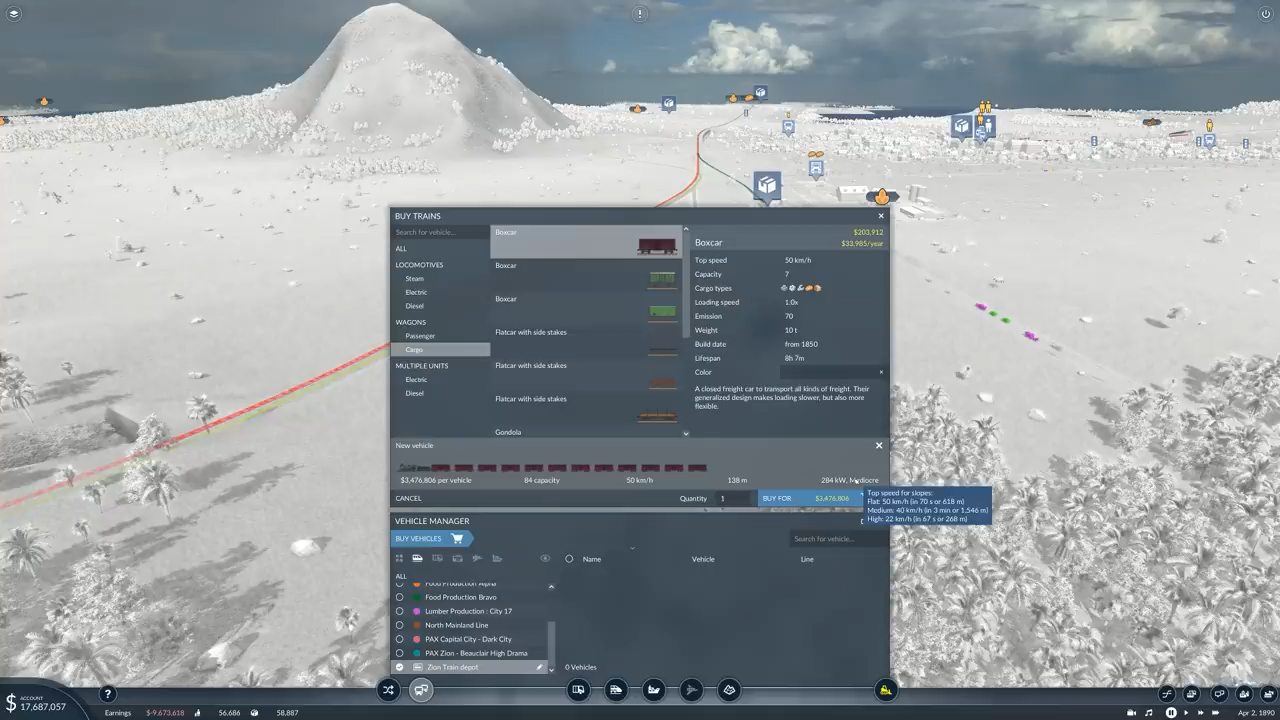 BUY TRAINS
Search for vehicle...
ALL
LOCOMOTIVES
Steam
Electric
Diesel
WAGONS
Passenger
Cargo
MULTIPLE UNITS
Electric
Diesel
Boxcar
Boxcar
Boxcar
Flatcar with side stakes
Flatcar with side stakes
Flatcar with side stakes
Gondola
$203,912
Boxcar
$33,985/year
Top speed 50 km/h
Capacity 7
Cargo types
Loading speed 1.0x
Emission 70
Weight 10 t
Build date from 1850
Lifespan 8h 7m
Color
A closed freight car to transport all kinds of freight. Their
generalized design makes loading slower, but also more
flexible.
New vehicle
$3,476,806 per vehicle 84 capacity 50 km/h 138 m 284 kW, Mediocre
CANCEL Quantity 1 BUY FOR $3,476,806
Top speed for slopes:
Flat: 50 km/h (in 70 s or 618 m)
Medium: 40 km/h (in 3 min or 1,546 m)
High: 22 km/h (in 67 s or 268 m)
VEHICLE MANAGER
BUY VEHICLES
Search for vehicle...
Name Vehicle Line
ALL
Food Production Alpha
Food Production Bravo
Lumber Production : City 17
North Mainland Line
PAX Capital City - Dark City
PAX Zion - Beauclair High Drama
Zion Train depot
0 Vehicles
$ ACCOUNT
17,687,057
?
Earnings $-9,673,618 56,686 58,887
Apr 2, 1890